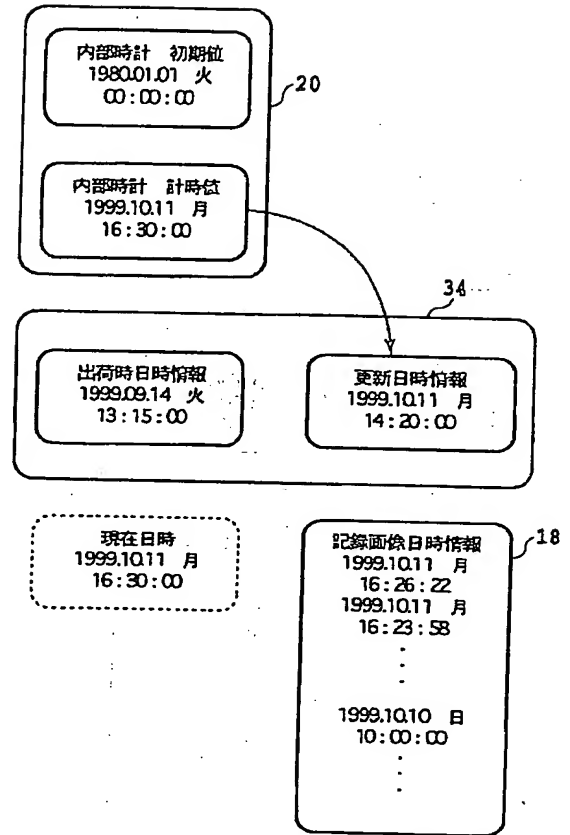 内部時計 初期値
1980.01.01 火
00:00:00
20
内部時計 計時値
1999.10.11 月
16:30:00
34
出荷時日時情報
1999.09.14 火
13:15:00
更新日時情報
1999.10.11 月
14:20:00
現在日時
1999.10.11 月
16:30:00
18
記録画像日時情報
1999.10.11 月
16:26:22
1999.10.11 月
16:23:58
1999.10.10 日
10:00:00